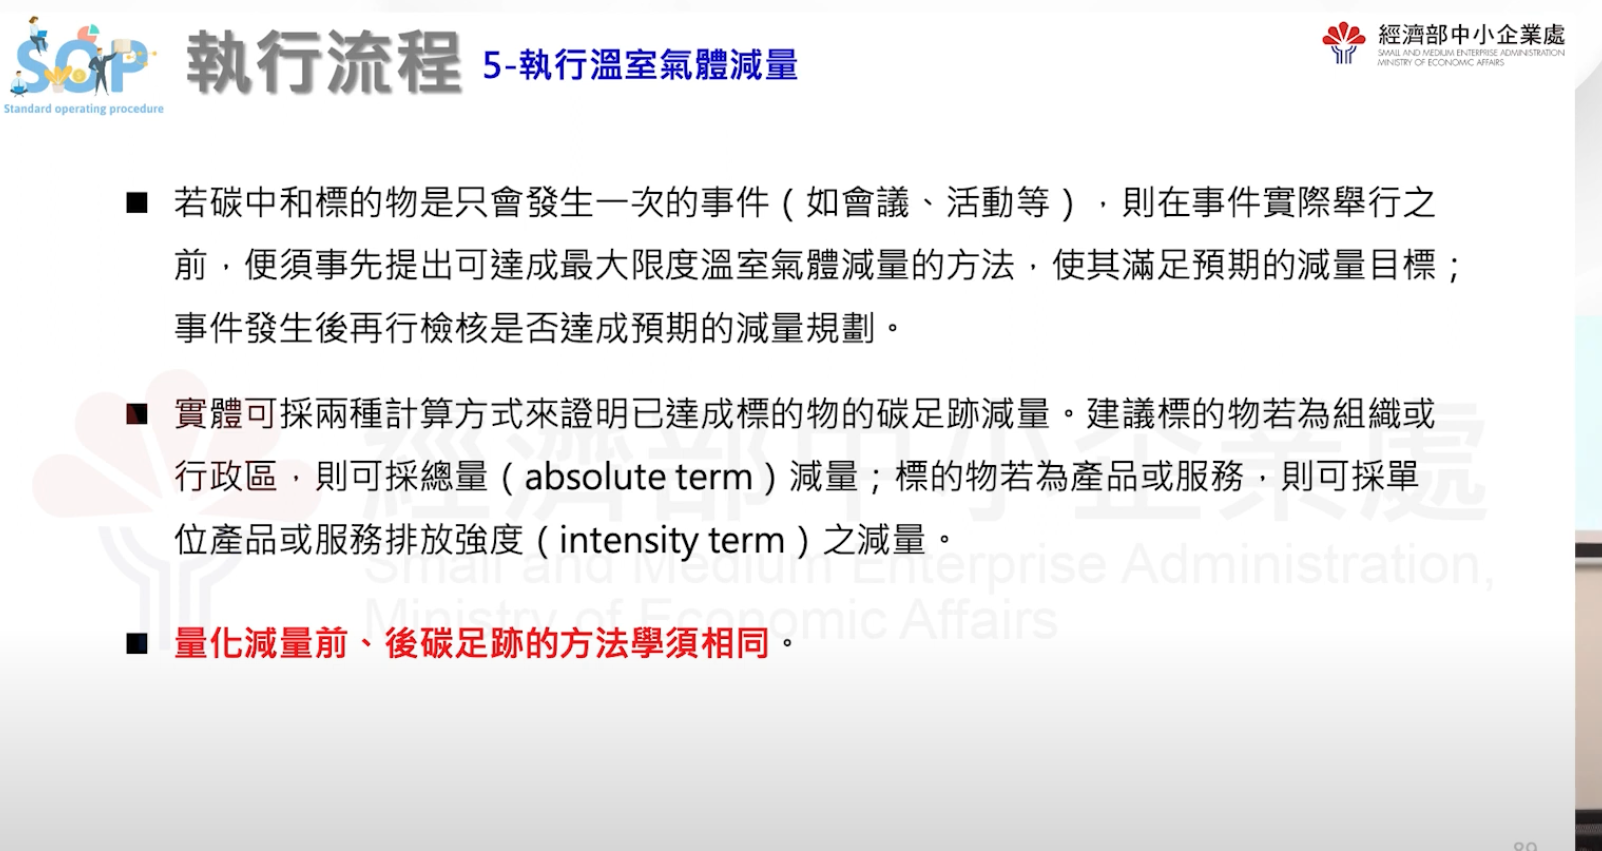 SOP
Standard operating procedure
執行流程 5-執行溫室氣體減量
經濟部中小企業處
SMALL AND MEDIUM ENTERPRISE ADMINISTRATION
MINISTRY OF ECONOMIC AFFAIRS
■ 若碳中和標的物是只會發生一次的事件（如會議、活動等），則在事件實際舉行之
前，便須事先提出可達成最大限度溫室氣體減量的方法，使其滿足預期的減量目標；
事件發生後再行檢核是否達成預期的減量規劃。
■ 實體可採兩種計算方式來證明已達成標的物的碳足跡減量。建議標的物若為組織或
行政區，則可採總量（absolute term）減量；標的物若為產品或服務，則可採單
位產品或服務排放強度（intensity term）之減量。
■ 量化減量前、後碳足跡的方法學須相同。
經濟部中小企業處
Small and Medium Enterprise Administration,
Ministry of Economic Affairs
89